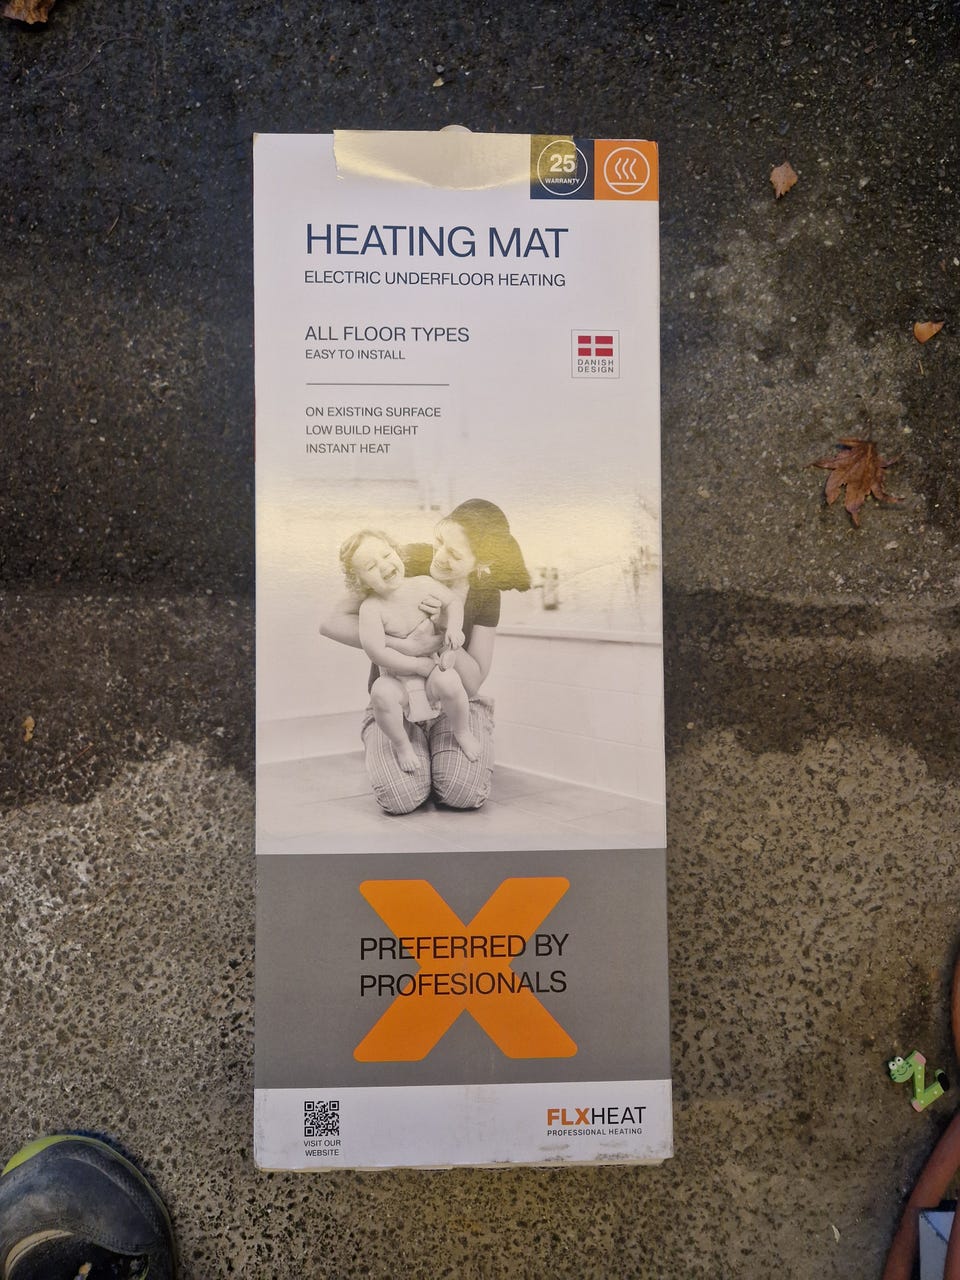 25
WARRANTY
HEATING MAT
ELECTRIC UNDERFLOOR HEATING
ALL FLOOR TYPES
EASY TO INSTALL
DANISH
DESIGN
ON EXISTING SURFACE
LOW BUILD HEIGHT
INSTANT HEAT
PREFERRED BY
PROFESIONALS
VISIT OUR
WEBSITE
FLXHEAT
PROFESSIONAL HEATING